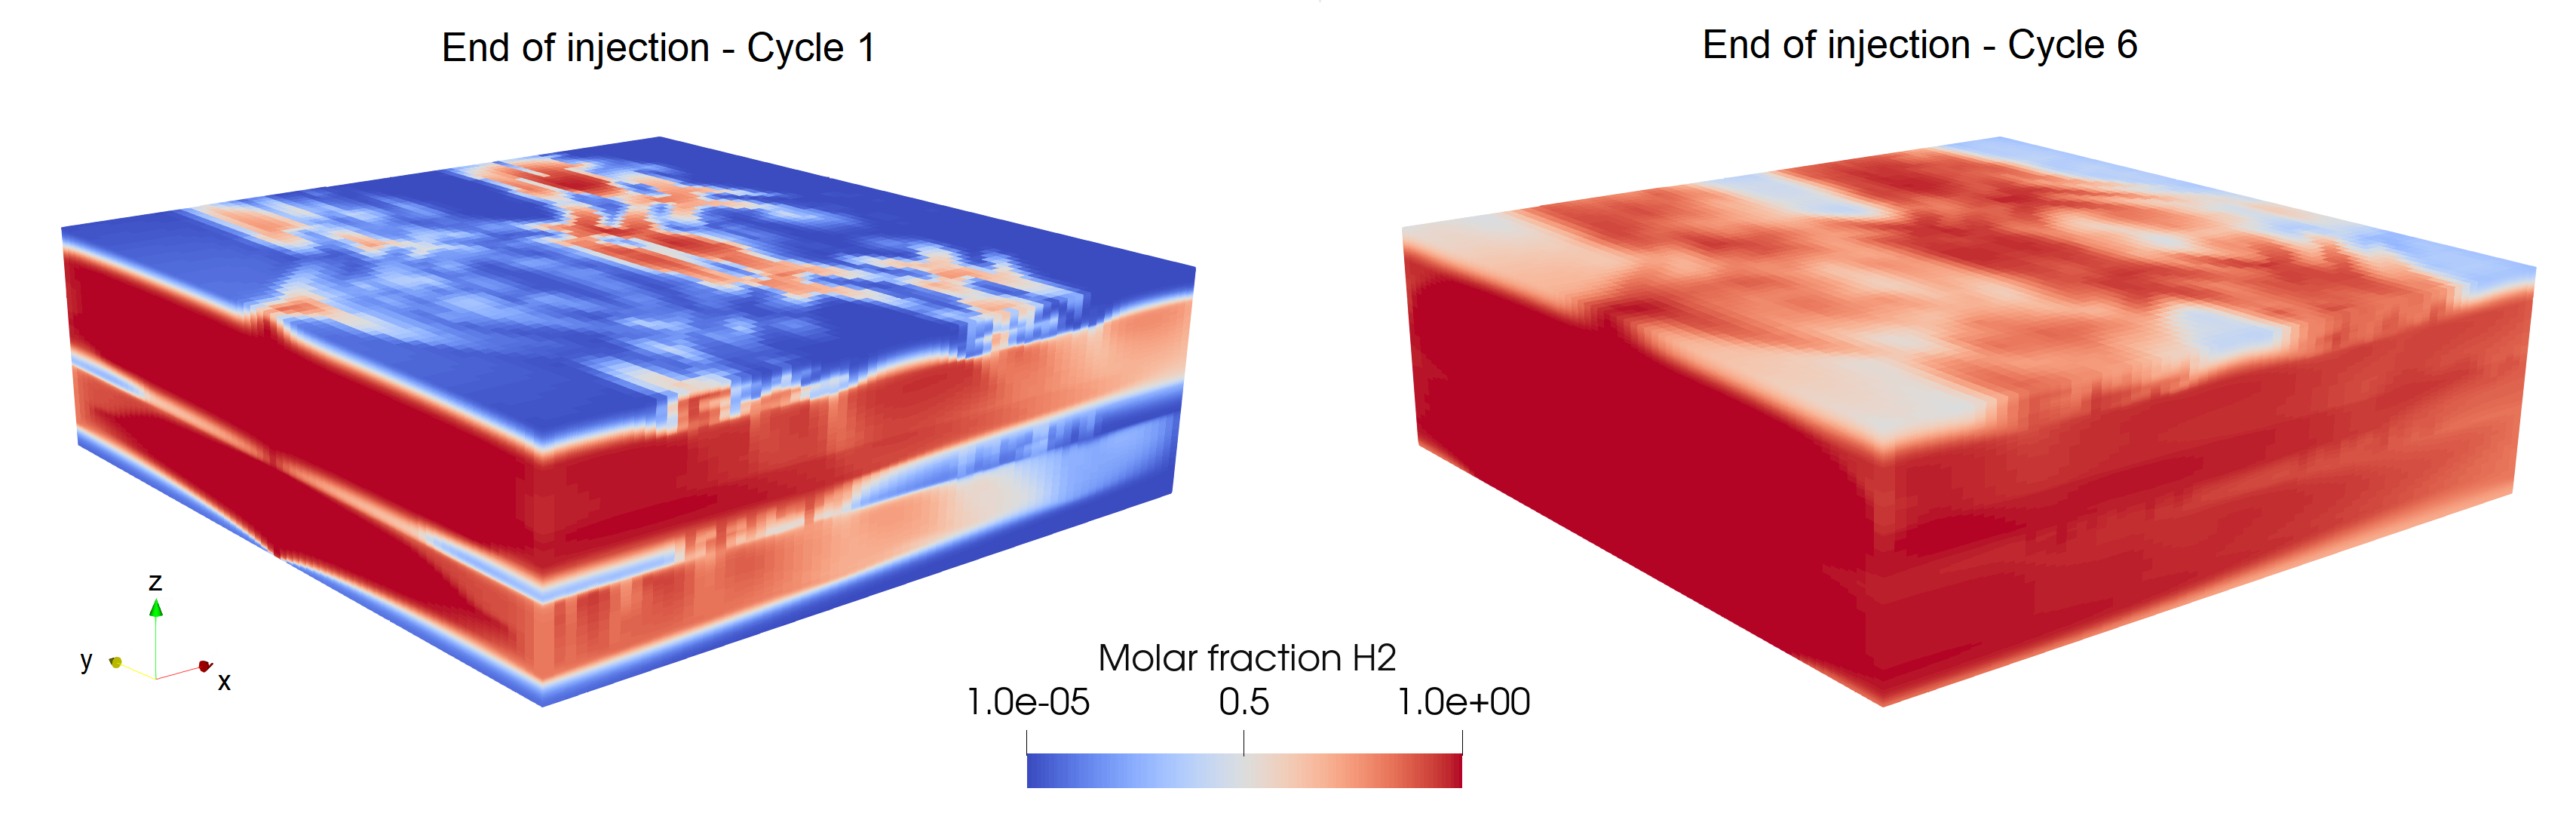 End of injection - Cycle 1
End of injection - Cycle 6
z
y
x
Molar fraction H2
1.0e-05 0.5 1.0e+00